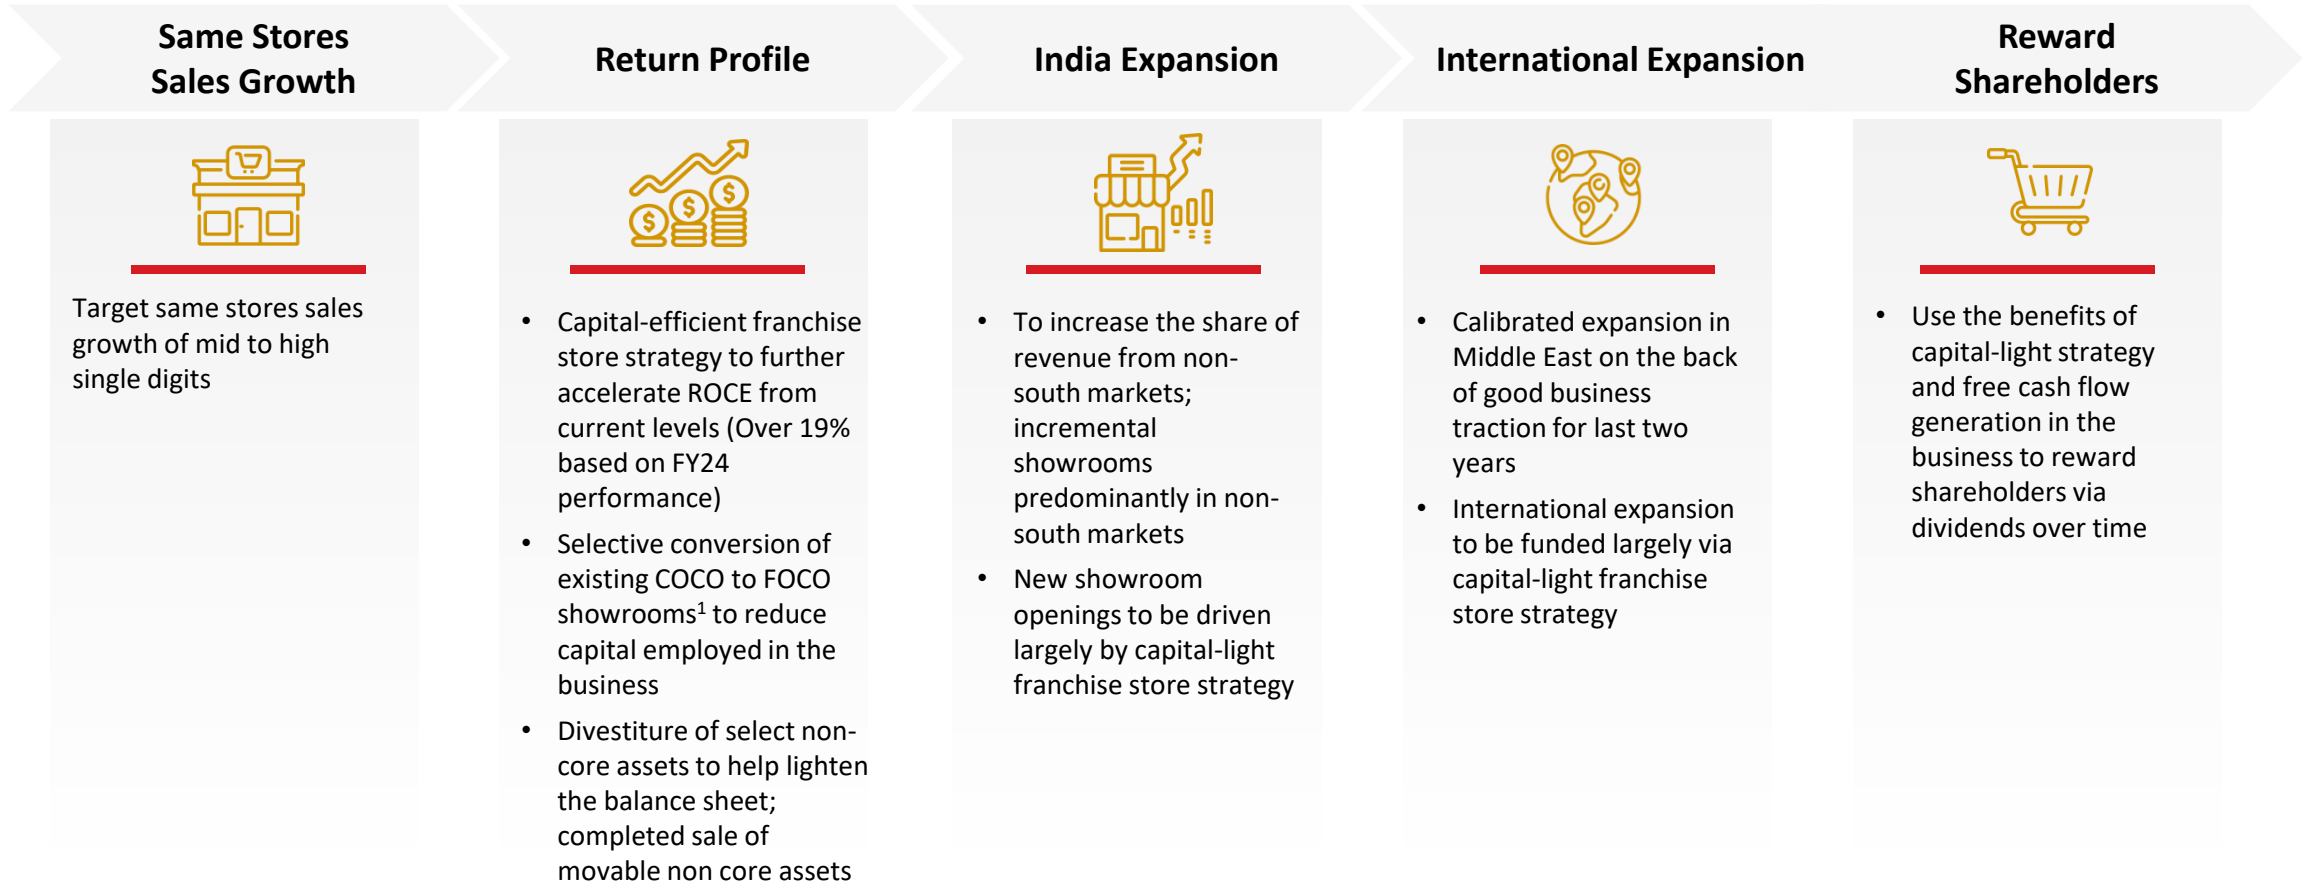 Same Stores
Sales Growth
Return Profile
India Expansion
International Expansion
Reward
Shareholders
Target same stores sales
growth of mid to high
single digits
• Capital-efficient franchise
store strategy to further
accelerate ROCE from
current levels (Over 19%
based on FY24
performance)
• Selective conversion of
existing COCO to FOCO
showrooms¹ to reduce
capital employed in the
business
• Divestiture of select non-
core assets to help lighten
the balance sheet;
completed sale of
movable non core assets
• To increase the share of
revenue from non-
south markets;
incremental
showrooms
predominantly in non-
south markets
• New showroom
openings to be driven
largely by capital-light
franchise store strategy
• Calibrated expansion in
Middle East on the back
of good business
traction for last two
years
• International expansion
to be funded largely via
capital-light franchise
store strategy
• Use the benefits of
capital-light strategy
and free cash flow
generation in the
business to reward
shareholders via
dividends over time